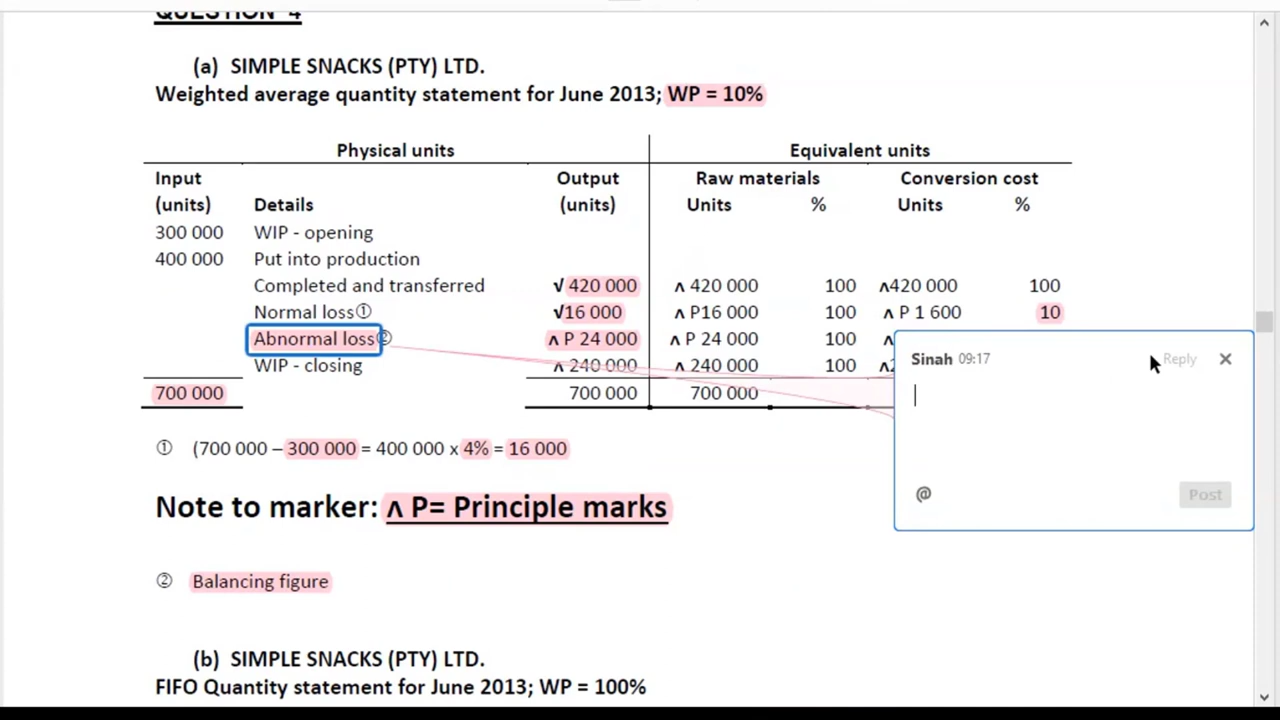 QUESTION 4
(a) SIMPLE SNACKS (PTY) LTD.
Weighted average quantity statement for June 2013; WP = 10%
Physical units Equivalent units
Input Output Raw materials Conversion cost
(units) Details (units) Units % Units %
300 000 WIP - opening
400 000 Put into production
Completed and transferred √ 420 000 ʌ 420 000 100 ʌ420 000 100
Normal loss① √16 000 ʌ P16 000 100 ʌ P 1 600 10
Abnormal loss② ʌ P 24 000 ʌ P 24 000 100 ʌ
WIP - closing ʌ 240 000 ʌ 240 000 100 ʌ2
700 000 700 000 700 000
Sinah 09:17 Reply
@ Post
① (700 000 – 300 000 = 400 000 x 4% = 16 000
Note to marker: ʌ P= Principle marks
② Balancing figure
(b) SIMPLE SNACKS (PTY) LTD.
FIFO Quantity statement for June 2013; WP = 100%